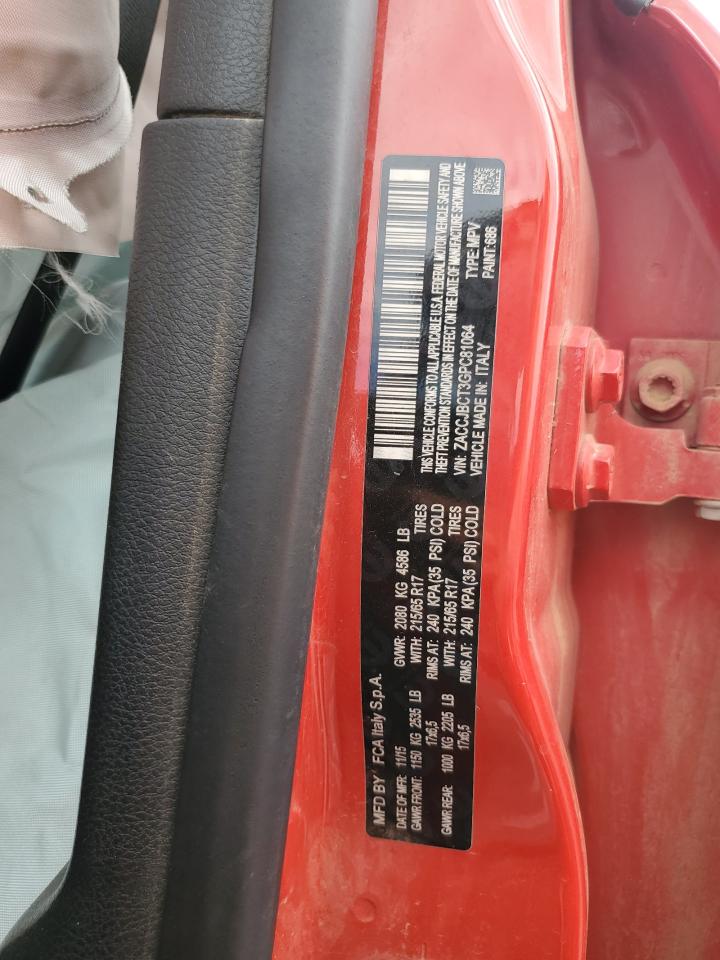 MFD BY FCA Italy S.p.A.
DATE OF MFR: 11/15 GVWR: 2080 KG 4586 LB
GAWR FRONT: 1150 KG 2535 LB WITH: 215/65 R17 TIRES
17x6,5 RIMS AT: 240 KPA(35 PSI) COLD
GAWR REAR: 1000 KG 2205 LB WITH: 215/65 R17 TIRES
17x6,5 RIMS AT: 240 KPA(35 PSI) COLD
THIS VEHICLE CONFORMS TO ALL APPLICABLE U.S.A. FEDERAL MOTOR VEHICLE SAFETY AND
THEFT PREVENTION STANDARDS IN EFFECT ON THE DATE OF MANUFACTURE SHOWN ABOVE
VIN: ZACCJBCT3GPC81064 TYPE: MPV
VEHICLE MADE IN: ITALY PAINT: 686